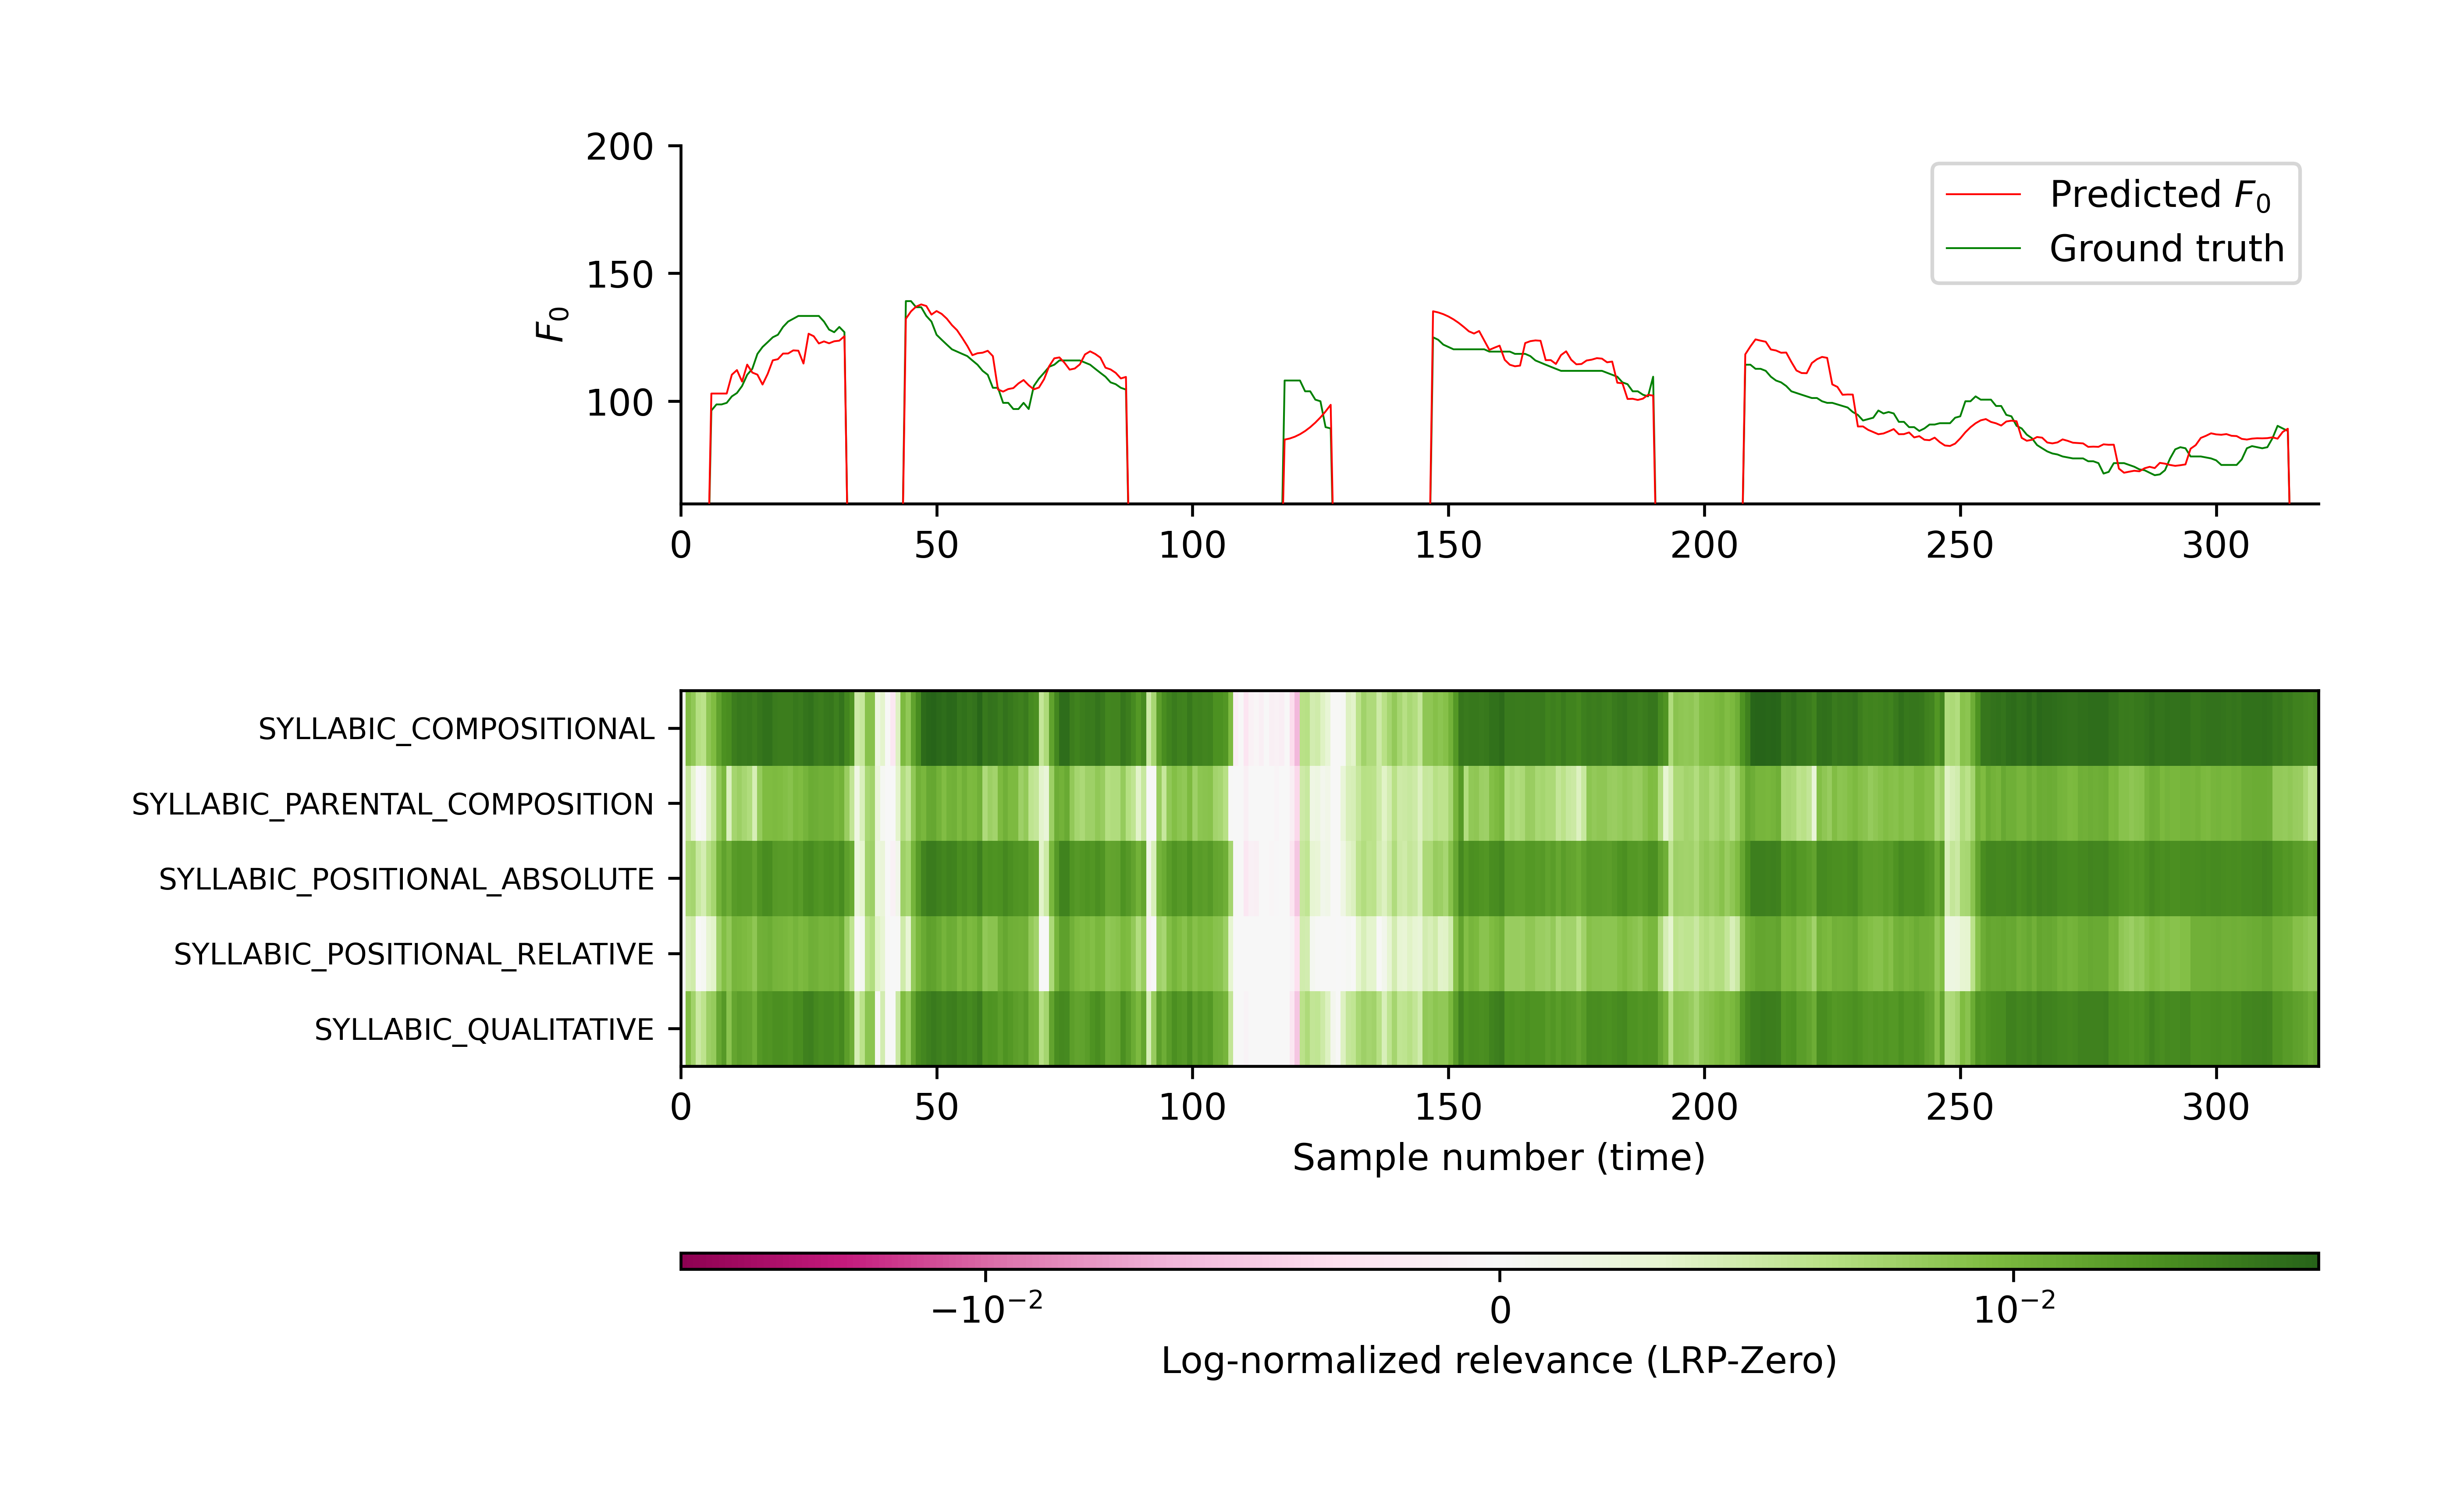 200
150
100
F0
Predicted F0
Ground truth
0 50 100 150 200 250 300
SYLLABIC_COMPOSITIONAL
SYLLABIC_PARENTAL_COMPOSITION
SYLLABIC_POSITIONAL_ABSOLUTE
SYLLABIC_POSITIONAL_RELATIVE
SYLLABIC_QUALITATIVE
0 50 100 150 200 250 300
Sample number (time)
−10⁻² 0 10⁻²
Log-normalized relevance (LRP-Zero)